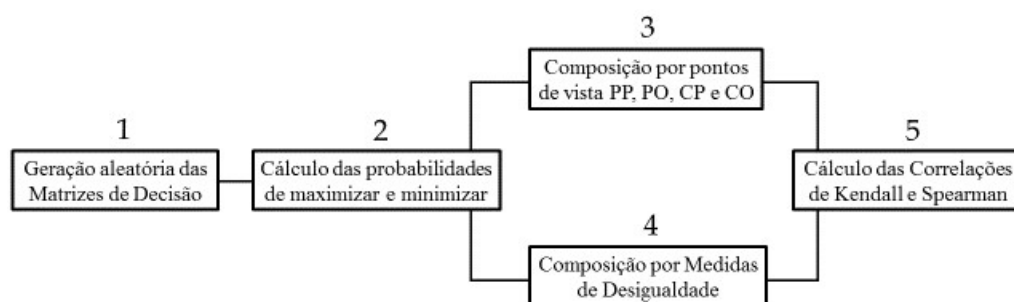 1
Geração aleatória das
Matrizes de Decisão
2
Cálculo das probabilidades
de maximizar e minimizar
3
Composição por pontos
de vista PP, PO, CP e CO
4
Composição por Medidas
de Desigualdade
5
Cálculo das Correlações
de Kendall e Spearman